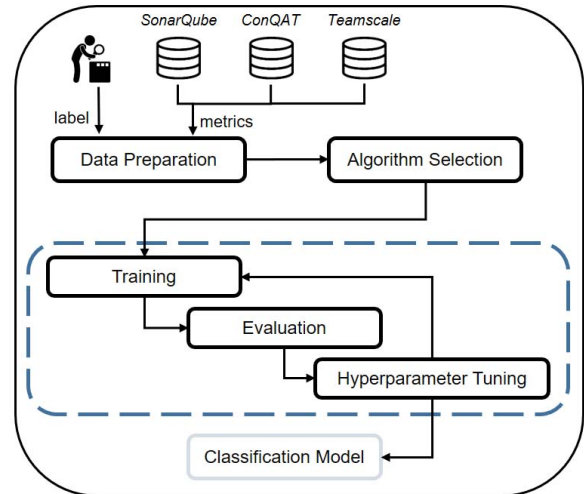 SonarQube ConQAT Teamscale
label
metrics
Data Preparation
Algorithm Selection
Training
Evaluation
Hyperparameter Tuning
Classification Model